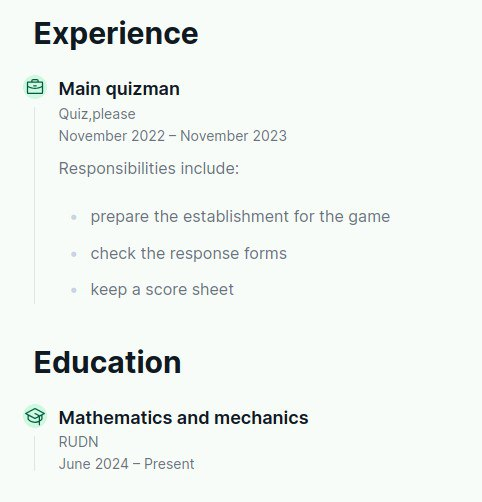 Experience
Main quizman
Quiz,please
November 2022 – November 2023
Responsibilities include:
prepare the establishment for the game
check the response forms
keep a score sheet
Education
Mathematics and mechanics
RUDN
June 2024 – Present